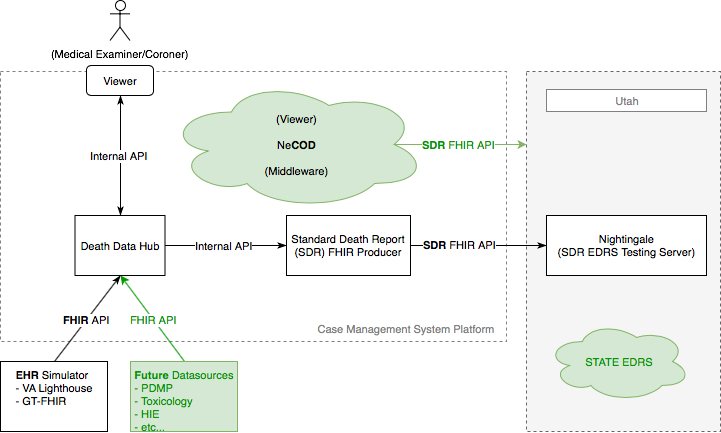 (Medical Examiner/Coroner)
Viewer
Utah
(Viewer)
NeCOD
(Middleware)
SDR FHIR API
Internal API
Death Data Hub
Internal API
Standard Death Report
(SDR) FHIR Producer
SDR FHIR API
Nightingale
(SDR EDRS Testing Server)
FHIR API
FHIR API
Case Management System Platform
STATE EDRS
EHR Simulator
- VA Lighthouse
- GT-FHIR
Future Datasources
- PDMP
- Toxicology
- HIE
- etc...